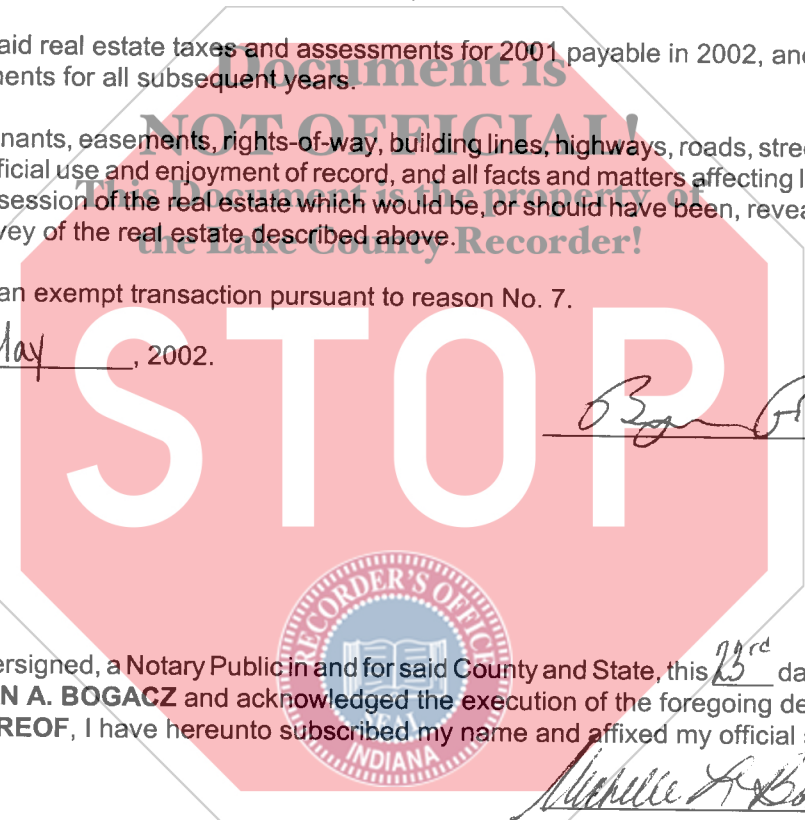 aid real estate taxes and assessments for 2001 payable in 2002, and
ents for all subsequent years.
Document is
NOT OFFICIAL!
nants, easements, rights-of-way, building lines, highways, roads, stree
ficial use and enjoyment of record, and all facts and matters affecting l
This Document is the property of
session of the real estate which would be, or should have been, revea
vey of the real estate described above.
the Lake County Recorder!
an exempt transaction pursuant to reason No. 7.
May, 2002.
STOP
RECORDER'S OFFICE
SEAL
INDIANA
ersigned, a Notary Public in and for said County and State, this 23rd da
N A. BOGACZ and acknowledged the execution of the foregoing de
REOF, I have hereunto subscribed my name and affixed my official s
Michelle L